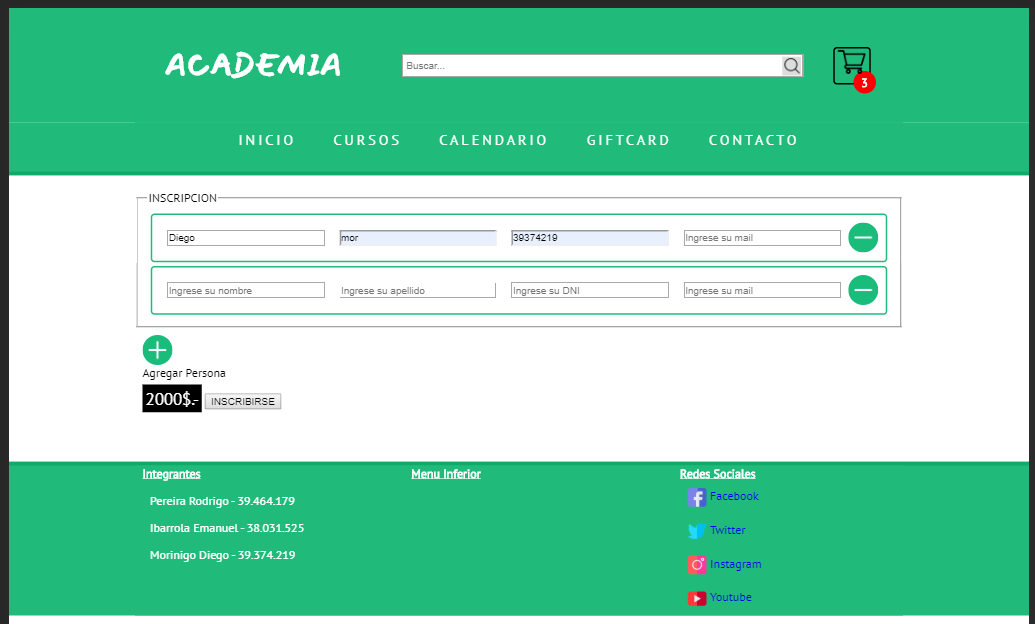 ACADEMIA
Buscar...
3
INICIO CURSOS CALENDARIO GIFTCARD CONTACTO
INSCRIPCION
Diego mor 39374219 Ingrese su mail
Ingrese su nombre Ingrese su apellido Ingrese su DNI Ingrese su mail
Agregar Persona
2000$.- INSCRIBIRSE
Integrantes Menu Inferior Redes Sociales
Pereira Rodrigo - 39.464.179
Ibarrola Emanuel - 38.031.525
Morinigo Diego - 39.374.219
Facebook
Twitter
Instagram
Youtube